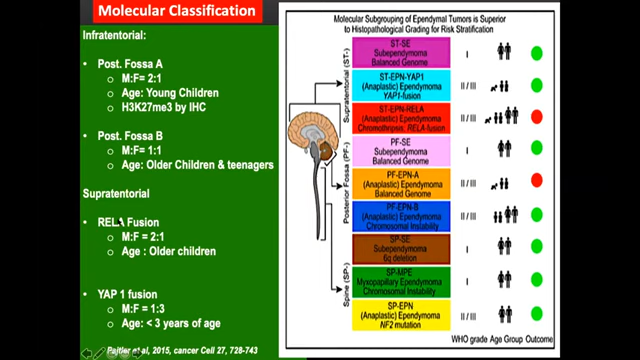 Molecular Classification
Infratentorial:
• Post. Fossa A
o M:F= 2:1
o Age: Young Children
o H3K27me3 by IHC
• Post. Fossa B
o M:F= 1:1
o Age: Older Children & teenagers
Supratentorial
• RELA Fusion
o M:F = 2:1
o Age : Older children
• YAP 1 fusion
o M:F = 1:3
o Age: < 3 years of age
Pajtler et al, 2015, cancer Cell 27, 728-743
Molecular Subgrouping of Ependymal Tumors is Superior
to Histopathological Grading for Risk Stratification
Supratentorial (ST-)
ST-SE
Subependymoma
Balanced Genome
I
ST-EPN-YAP1
(Anaplastic) Ependymoma
YAP1-fusion
II / III
ST-EPN-RELA
(Anaplastic) Ependymoma
Chromothripsis, RELA-fusion
II / III
Posterior Fossa (PF-)
PF-SE
Subependymoma
Balanced Genome
I
PF-EPN-A
(Anaplastic) Ependymoma
Balanced Genome
II / III
PF-EPN-B
(Anaplastic) Ependymoma
Chromosomal Instability
II / III
Spine (SP-)
SP-SE
Subependymoma
6q deletion
I
SP-MPE
Myxopapillary Ependymoma
Chromosomal Instability
I
SP-EPN
(Anaplastic) Ependymoma
NF2 mutation
II / III
WHO grade Age Group Outcome